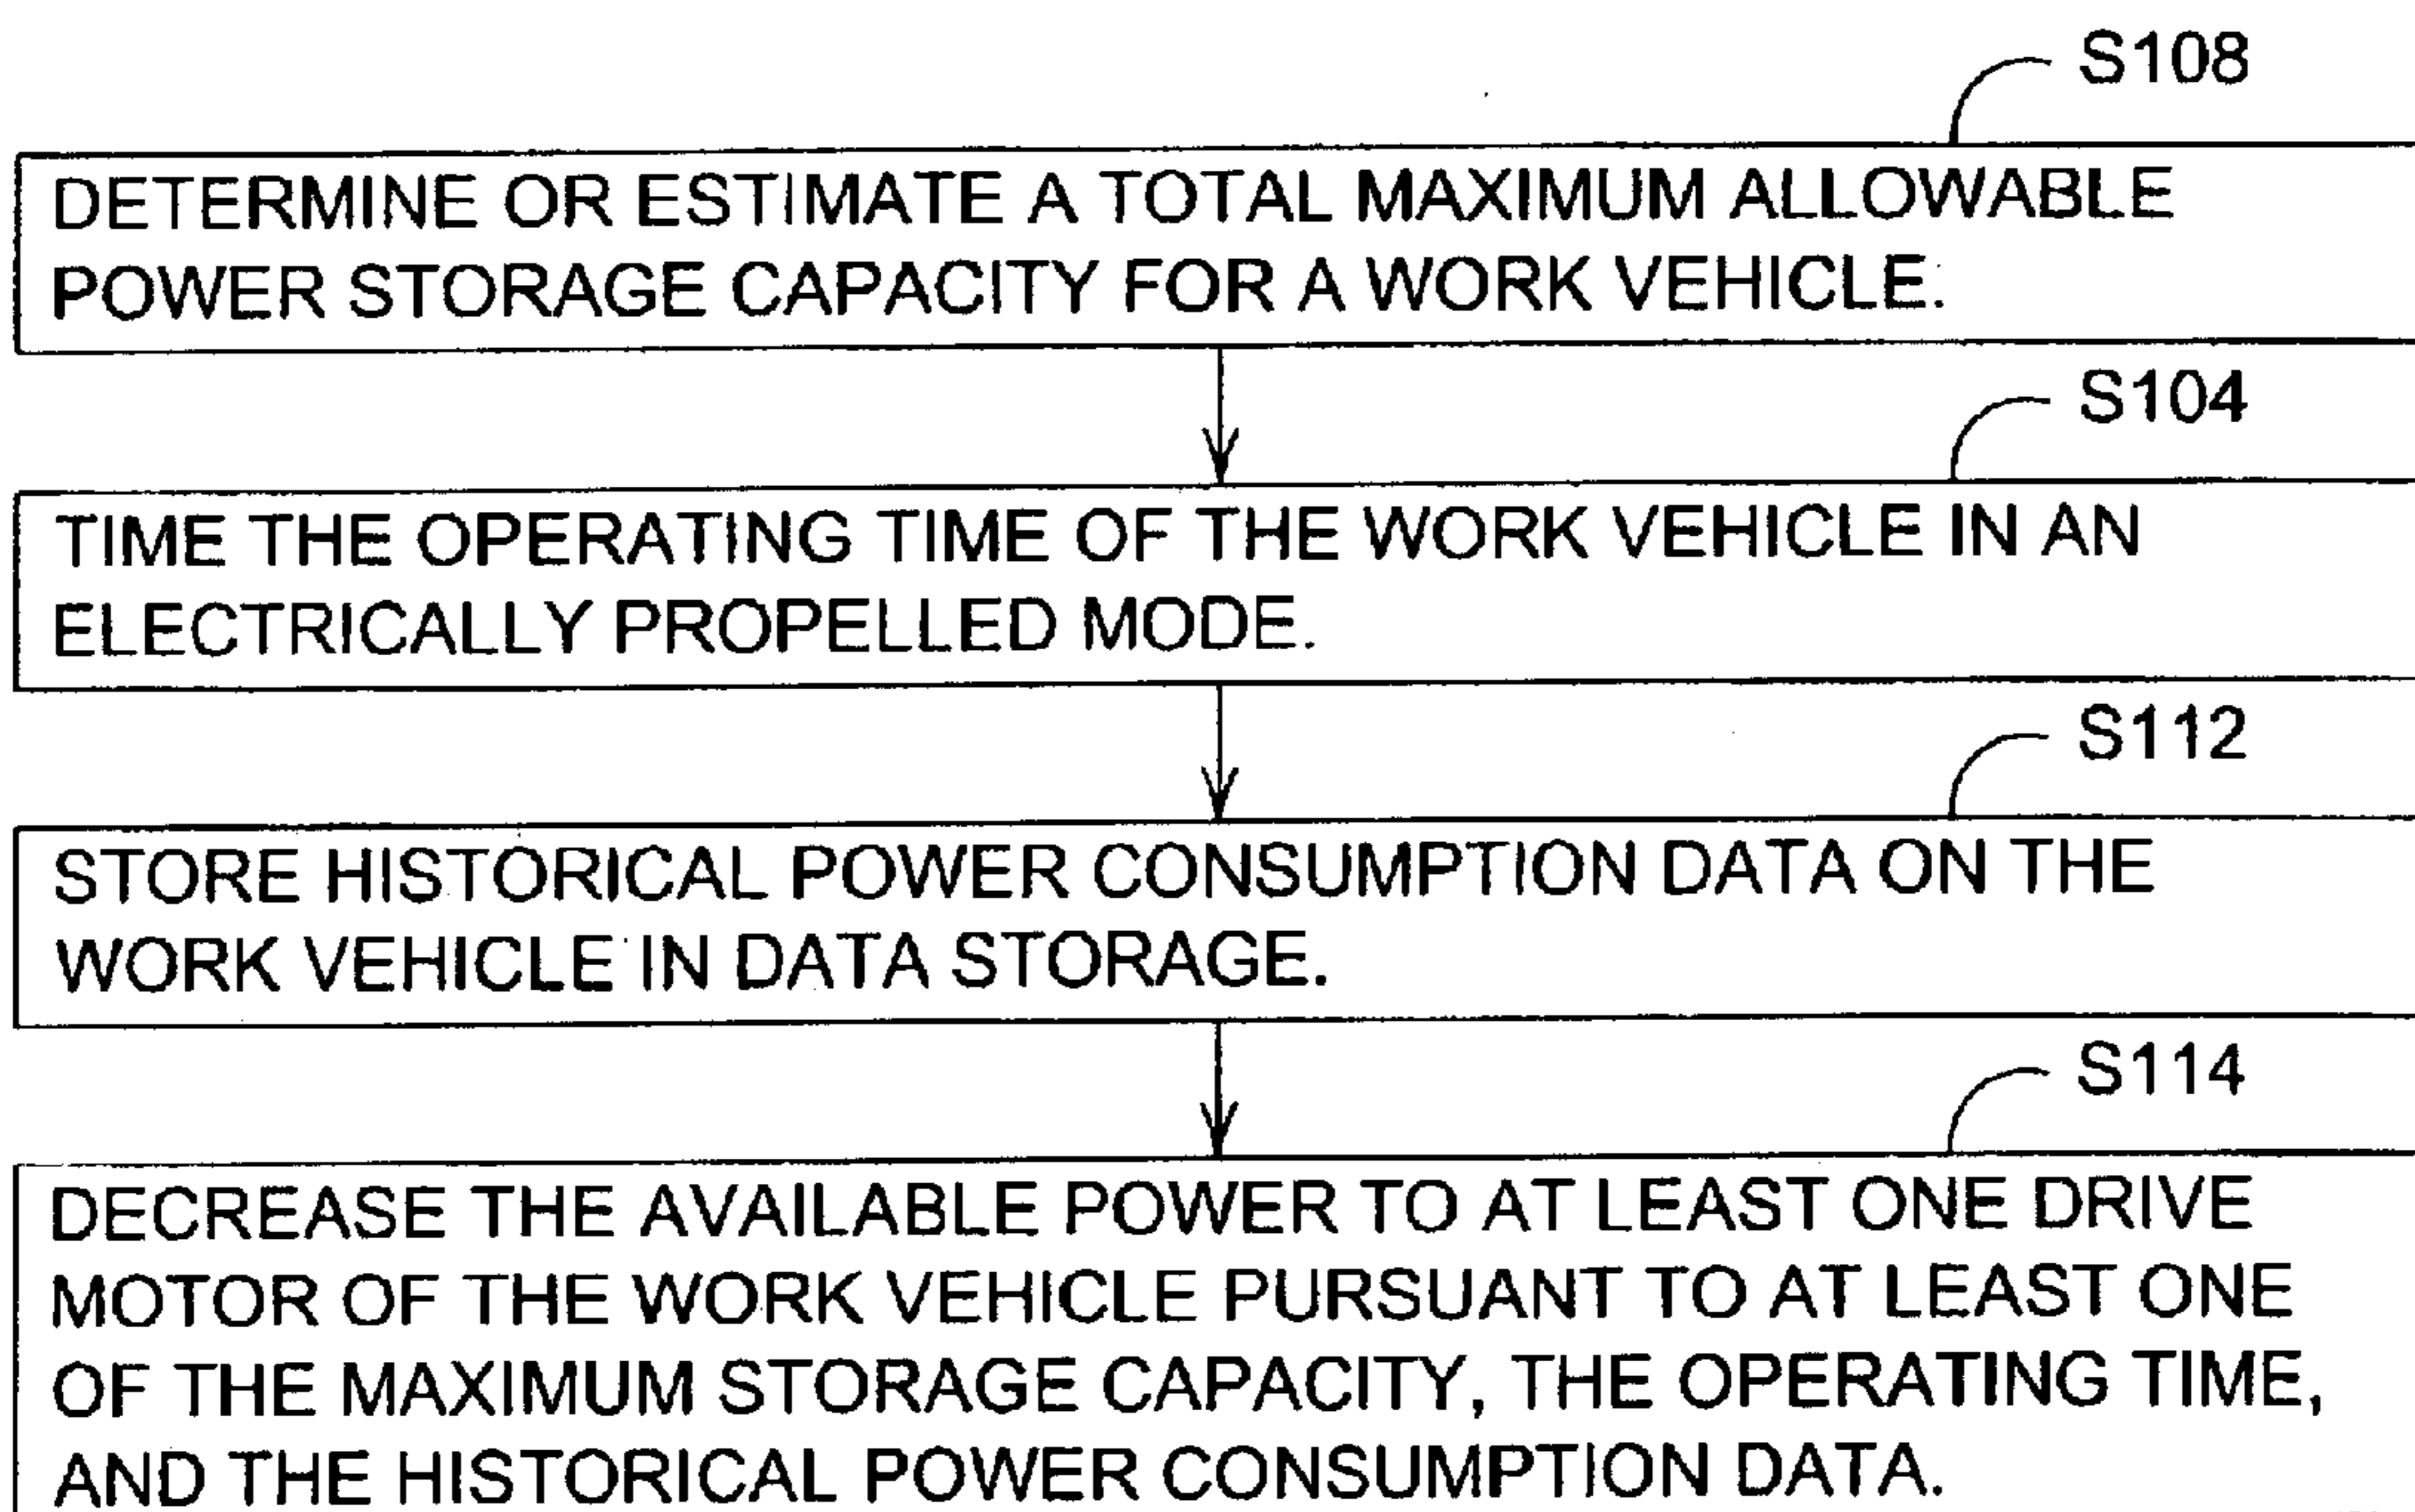 S108
DETERMINE OR ESTIMATE A TOTAL MAXIMUM ALLOWABLE
POWER STORAGE CAPACITY FOR A WORK VEHICLE.
S104
TIME THE OPERATING TIME OF THE WORK VEHICLE IN AN
ELECTRICALLY PROPELLED MODE.
S112
STORE HISTORICAL POWER CONSUMPTION DATA ON THE
WORK VEHICLE IN DATA STORAGE.
S114
DECREASE THE AVAILABLE POWER TO AT LEAST ONE DRIVE
MOTOR OF THE WORK VEHICLE PURSUANT TO AT LEAST ONE
OF THE MAXIMUM STORAGE CAPACITY, THE OPERATING TIME,
AND THE HISTORICAL POWER CONSUMPTION DATA.